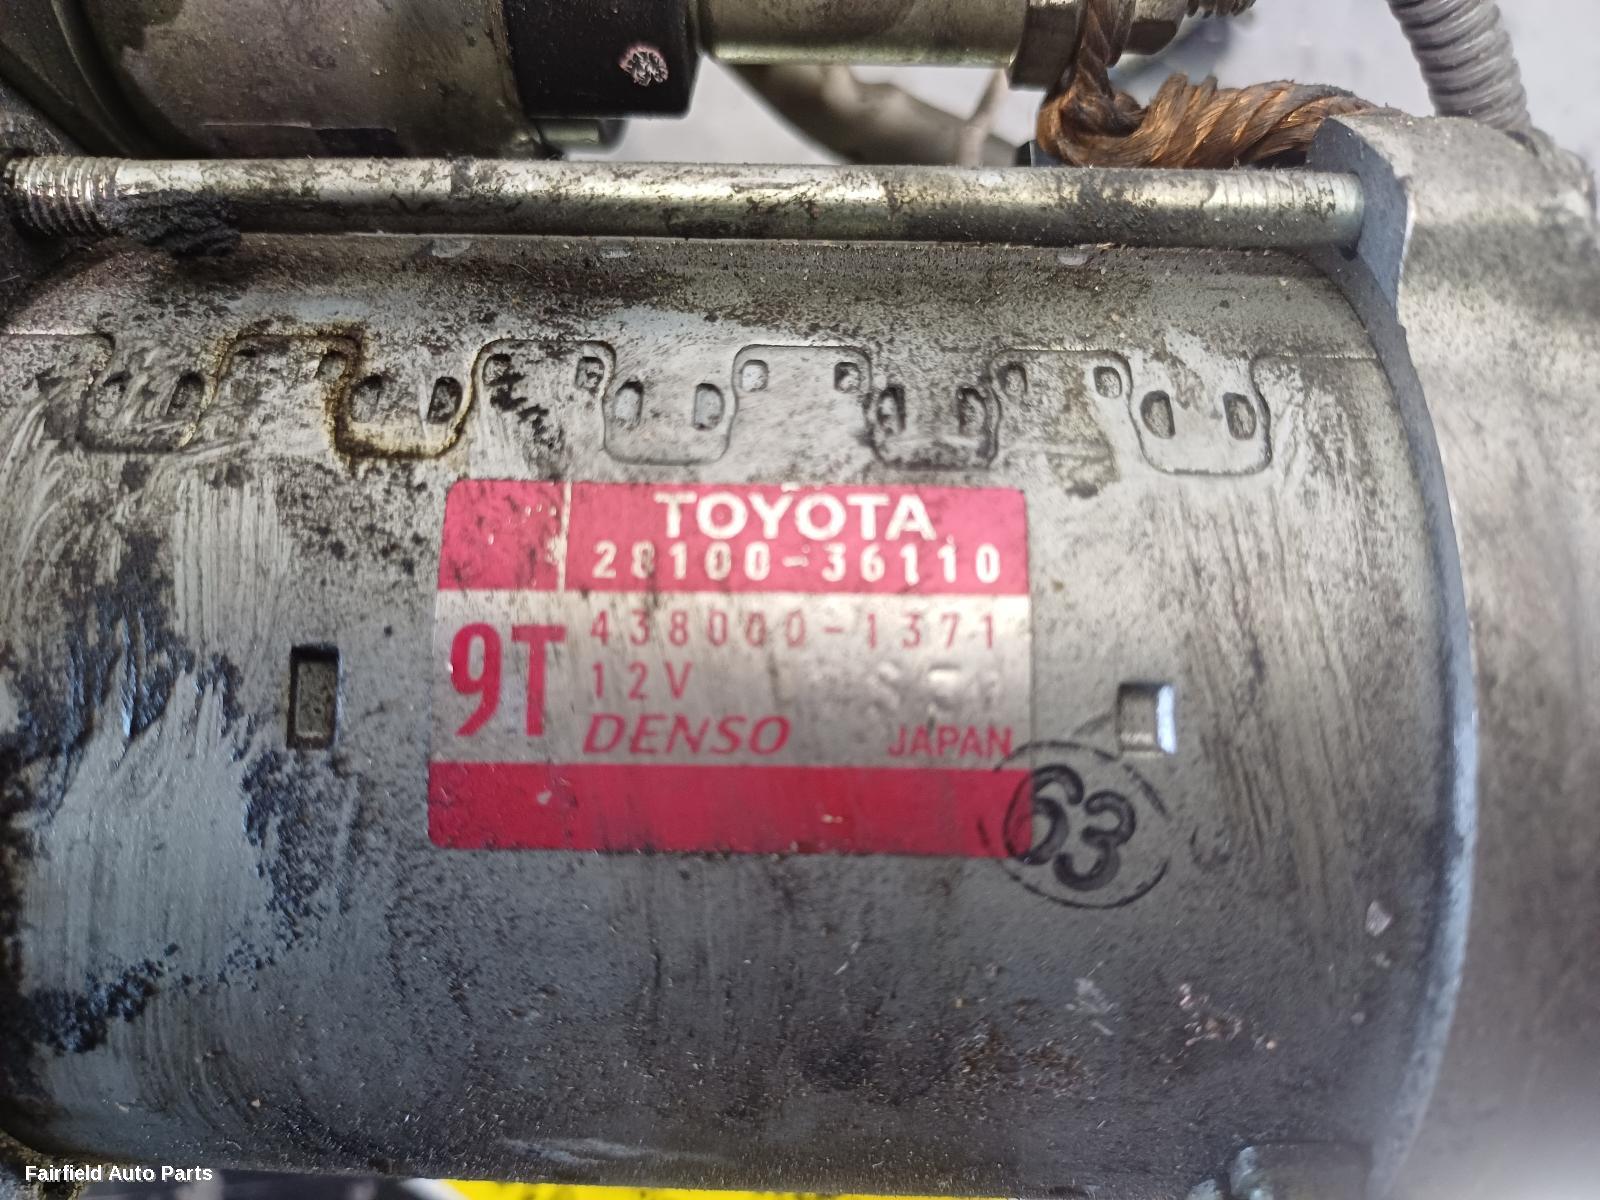 TOYOTA
28100-36110
9T
438000-1371
12V
DENSO JAPAN
63
Fairfield Auto Parts